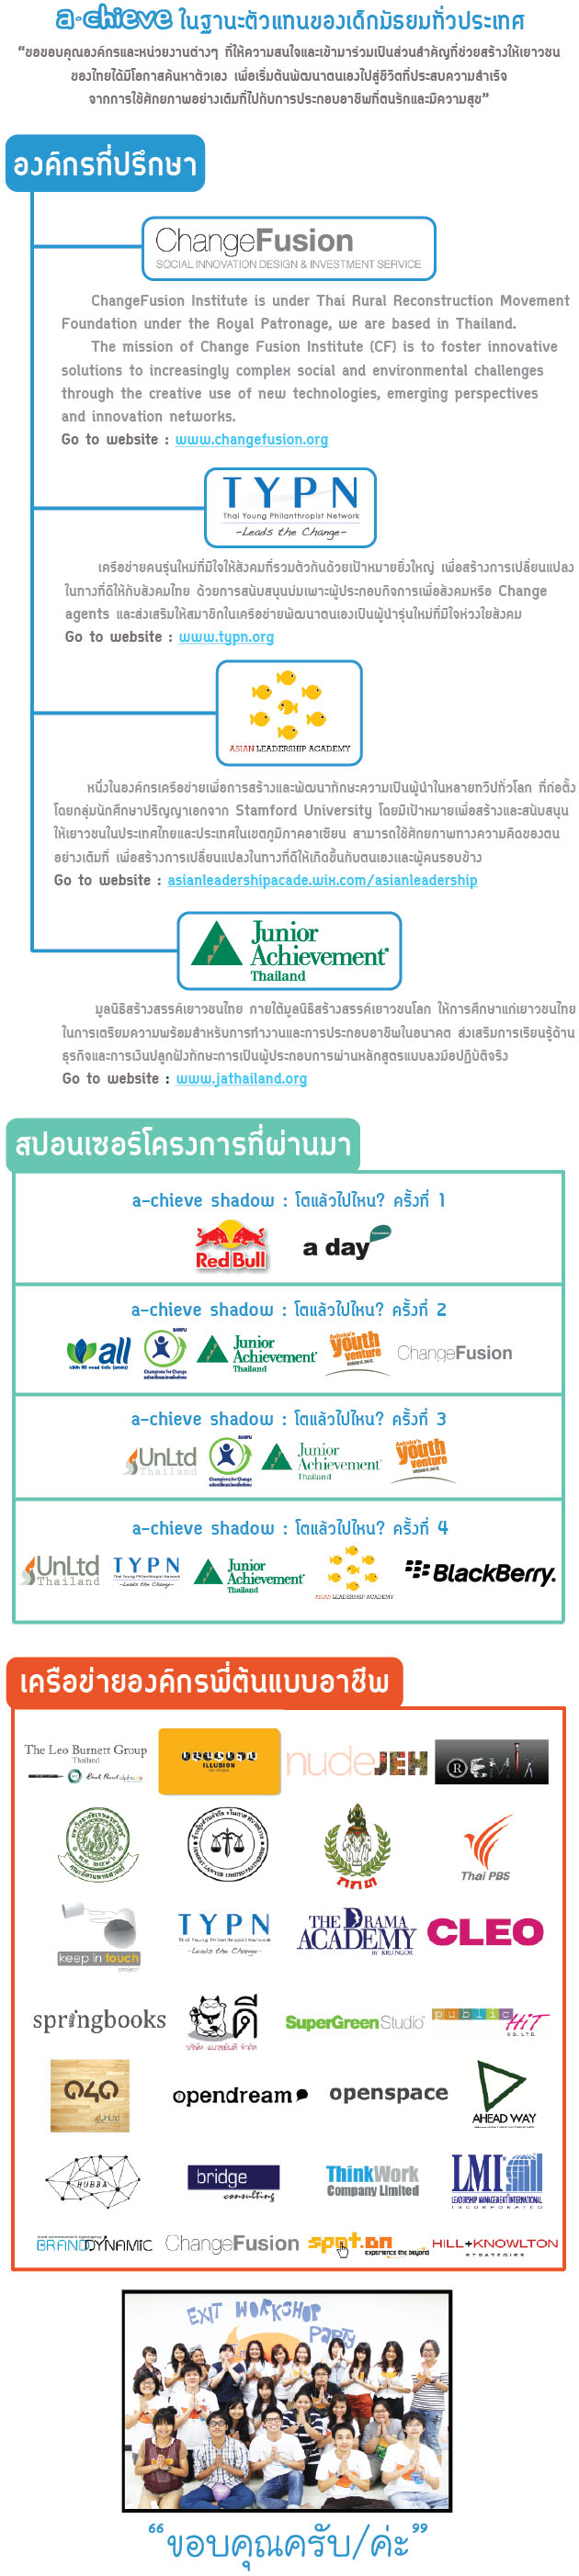 a-chieve ในฐานะตัวแทนของเด็กมัธยมทั่วประเทศ
“ขอขอบคุณองค์กรและหน่วยงานต่างๆ ที่ให้ความสนใจและเข้ามาร่วมเป็นส่วนสำคัญที่ช่วยสร้างให้เยาวชน
ของไทยได้มีโอกาสค้นหาตัวเอง เพื่อเริ่มต้นพัฒนาตนเองไปสู่ชีวิตที่ประสบความสำเร็จ
จากการใช้ศักยภาพอย่างเต็มที่ไปกับการประกอบอาชีพที่ตนรักและมีความสุข”
องค์กรที่ปรึกษา
ChangeFusion
SOCIAL INNOVATION DESIGN & INVESTMENT SERVICE
ChangeFusion Institute is under Thai Rural Reconstruction Movement
Foundation under the Royal Patronage, we are based in Thailand.
The mission of Change Fusion Institute (CF) is to foster innovative
solutions to increasingly complex social and environmental challenges
through the creative use of new technologies, emerging perspectives
and innovation networks.
Go to website : www.changefusion.org
TYPN
Thai Young Philanthropist Network
-Leads the Change-
เครือข่ายคนรุ่นใหม่ที่มีใจให้สังคมที่รวมตัวกันด้วยเป้าหมายยิ่งใหญ่ เพื่อสร้างการเปลี่ยนแปลง
ในทางที่ดีให้กับสังคมไทย ด้วยการสนับสนุนบ่มเพาะผู้ประกอบกิจการเพื่อสังคมหรือ Change
agents และส่งเสริมให้สมาชิกในเครือข่ายพัฒนาตนเองเป็นผู้นำรุ่นใหม่ที่มีใจห่วงใยสังคม
Go to website : www.typn.org
ASIAN LEADERSHIP ACADEMY
หนึ่งในองค์กรเครือข่ายเพื่อการสร้างและพัฒนาทักษะความเป็นผู้นำในหลายทวีปทั่วโลก ที่ก่อตั้ง
โดยกลุ่มนักศึกษาปริญญาเอกจาก Stamford University โดยมีเป้าหมายเพื่อสร้างและสนับสนุน
ให้เยาวชนในประเทศไทยและประเทศในเขตภูมิภาคอาเซียน สามารถใช้ศักยภาพทางความคิดของตน
อย่างเต็มที่ เพื่อสร้างการเปลี่ยนแปลงในทางที่ดีให้เกิดขึ้นกับตนเองและผู้คนรอบข้าง
Go to website : asianleadershipacade.wix.com/asianleadership
Junior
Achievement®
Thailand
มูลนิธิสร้างสรรค์เยาวชนไทย ภายใต้มูลนิธิสร้างสรรค์เยาวชนโลก ให้การศึกษาแก่เยาวชนไทย
ในการเตรียมความพร้อมสำหรับการทำงานและการประกอบอาชีพในอนาคต ส่งเสริมการเรียนรู้ด้าน
ธุรกิจและการเงินปลูกฝังทักษะการเป็นผู้ประกอบการผ่านหลักสูตรแบบลงมือปฏิบัติจริง
Go to website : www.jathailand.org
สปอนเซอร์โครงการที่ผ่านมา
a-chieve shadow : โตแล้วไปไหน? ครั้งที่ 1
Red Bull a day
a-chieve shadow : โตแล้วไปไหน? ครั้งที่ 2
all BANPU Champions for Change Junior Achievement Thailand Ashoka's youth venture ChangeFusion
a-chieve shadow : โตแล้วไปไหน? ครั้งที่ 3
UnLtd Thailand BANPU Champions for Change Junior Achievement Thailand youth venture
a-chieve shadow : โตแล้วไปไหน? ครั้งที่ 4
UnLtd Thailand TYPN Thai Young Philanthropist Network -Leads the Change- Junior Achievement Thailand ASIAN LEADERSHIP ACADEMY BlackBerry.
เครือข่ายองค์กรพี่ต้นแบบอาชีพ
The Leo Burnett Group
Thailand
ILLUSION
nudeJEH
REMIX
Thai PBS
keep in touch
PROJECT
TYPN
Thai Young Philanthropist Network
-Leads the Change-
THE DRAMA
ACADEMY
BY KRU NGOR
CLEO
springbooks
ดี
บริษัท แมวขยันดี จำกัด
SuperGreen Studio
public HiT
CO., LTD.
UnLtd
opendream
openspace
AHEAD WAY
HUBBA
bridge
consulting
ThinkWork
Company Limited
LMI
LEADERSHIP MANAGEMENT INTERNATIONAL
INCORPORATED
BRANDDYNAMIC
ChangeFusion
spot.on
experience the beyond
HILL+KNOWLTON
STRATEGIES
EXIT WORKSHOP
Party
“ขอบคุณครับ/ค่ะ”